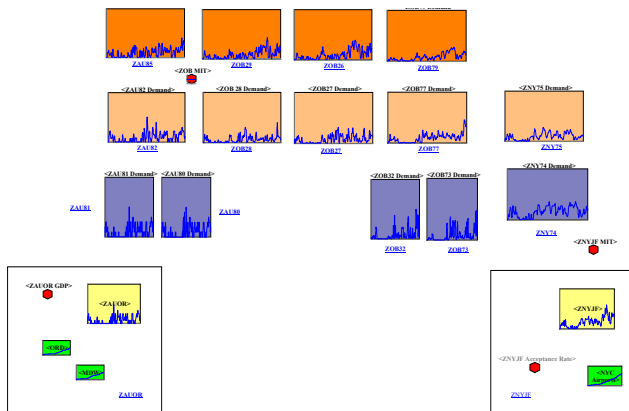 ZAU85
ZOB29
ZOB26
ZOB79
<ZOB MIT>
<ZAU82 Demand>
<ZOB 28 Demand>
<ZOB27 Demand>
<ZOB77 Demand>
<ZNY75 Demand>
ZAU82
ZOB28
ZOB27
ZOB77
ZNY75
<ZAU81 Demand>
<ZAU80 Demand>
<ZOB32 Demand>
<ZOB73 Demand>
<ZNY74 Demand>
ZAU81
ZAU80
ZOB32
ZOB73
ZNY74
<ZNYJF MIT>
<ZAUOR GDP>
<ZAUOR>
<ORD>
<MDW>
ZAUOR
<ZNYJF>
<ZNYJF Acceptance Rate>
<NYC
Airports>
ZNYJF